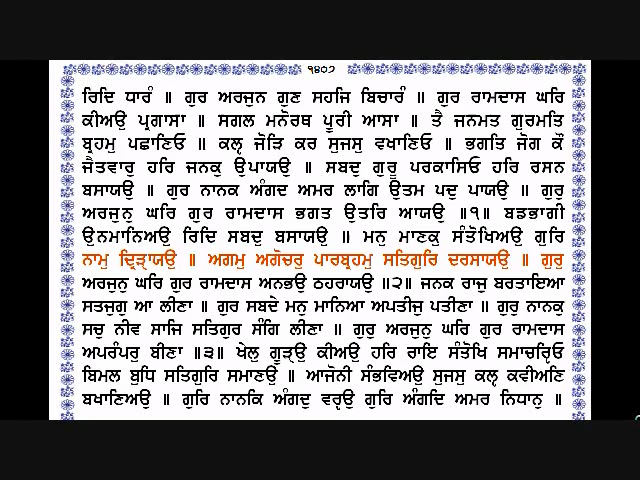 ੧੪੦੭
ਰਿਦਿ ਧਾਰੰ ॥ ਗੁਰ ਅਰਜੁਨ ਗੁਣ ਸਹਜਿ ਬਿਚਾਰੰ ॥ ਗੁਰ ਰਾਮਦਾਸ ਘਰਿ
ਕੀਅਉ ਪ੍ਰਗਾਸਾ ॥ ਸਗਲ ਮਨੋਰਥ ਪੂਰੀ ਆਸਾ ॥ ਤੈ ਜਨਮਤ ਗੁਰਮਤਿ
ਬ੍ਰਹਮੁ ਪਛਾਣਿਓ ॥ ਕਲ੍ਯ ਜੋੜਿ ਕਰ ਸੁਜਸੁ ਵਖਾਣਿਓ ॥ ਭਗਤਿ ਜੋਗ ਕੌ
ਜੈਤਵਾਰੁ ਹਰਿ ਜਨਕੁ ਉਪਾਯਉ ॥ ਸਬਦੁ ਗੁਰੂ ਪਰਕਾਸਿਓ ਹਰਿ ਰਸਨ
ਬਸਾਯਉ ॥ ਗੁਰ ਨਾਨਕ ਅੰਗਦ ਅਮਰ ਲਾਗਿ ਉਤਮ ਪਦੁ ਪਾਯਉ ॥ ਗੁਰੁ
ਅਰਜੁਨੁ ਘਰਿ ਗੁਰ ਰਾਮਦਾਸ ਭਗਤ ਉਤਰਿ ਆਯਉ ॥੧॥ ਬਡਭਾਗੀ
ਉਨਮਾਨਿਅਉ ਰਿਦਿ ਸਬਦੁ ਬਸਾਯਉ ॥ ਮਨੁ ਮਾਣਕੁ ਸੰਤੋਖਿਅਉ ਗੁਰਿ
ਨਾਮੁ ਦ੍ਰਿੜ੍ਹਾਯਉ ॥ ਅਗਮੁ ਅਗੋਚਰੁ ਪਾਰਬ੍ਰਹਮੁ ਸਤਿਗੁਰਿ ਦਰਸਾਯਉ ॥ ਗੁਰੁ
ਅਰਜੁਨੁ ਘਰਿ ਗੁਰ ਰਾਮਦਾਸ ਅਨਭਉ ਠਹਰਾਯਉ ॥੨॥ ਜਨਕ ਰਾਜੁ ਬਰਤਾਇਆ
ਸਤਜੁਗੁ ਆ ਲੀਣਾ ॥ ਗੁਰ ਸਬਦੇ ਮਨੁ ਮਾਨਿਆ ਅਪਤੀਜੁ ਪਤੀਣਾ ॥ ਗੁਰੁ ਨਾਨਕੁ
ਸਚੁ ਨੀਵ ਸਾਜਿ ਸਤਿਗੁਰ ਸੰਗਿ ਲੀਣਾ ॥ ਗੁਰੁ ਅਰਜੁਨੁ ਘਰਿ ਗੁਰ ਰਾਮਦਾਸ
ਅਪਰੰਪਰੁ ਬੀਣਾ ॥੩॥ ਖੇਲੁ ਗੂੜ੍ਹਉ ਕੀਅਉ ਹਰਿ ਰਾਇ ਸੰਤੋਖਿ ਸਮਾਚਰ੍ਯਿਓ
ਬਿਮਲ ਬੁਧਿ ਸਤਿਗੁਰਿ ਸਮਾਣਉ ॥ ਆਜੋਨੀ ਸੰਭਵਿਅਉ ਸੁਜਸੁ ਕਲ੍ਯ ਕਵੀਅਣਿ
ਬਖਾਣਿਅਉ ॥ ਗੁਰਿ ਨਾਨਕਿ ਅੰਗਦੁ ਵਰ੍ਯਉ ਗੁਰਿ ਅੰਗਦਿ ਅਮਰ ਨਿਧਾਨੁ ॥